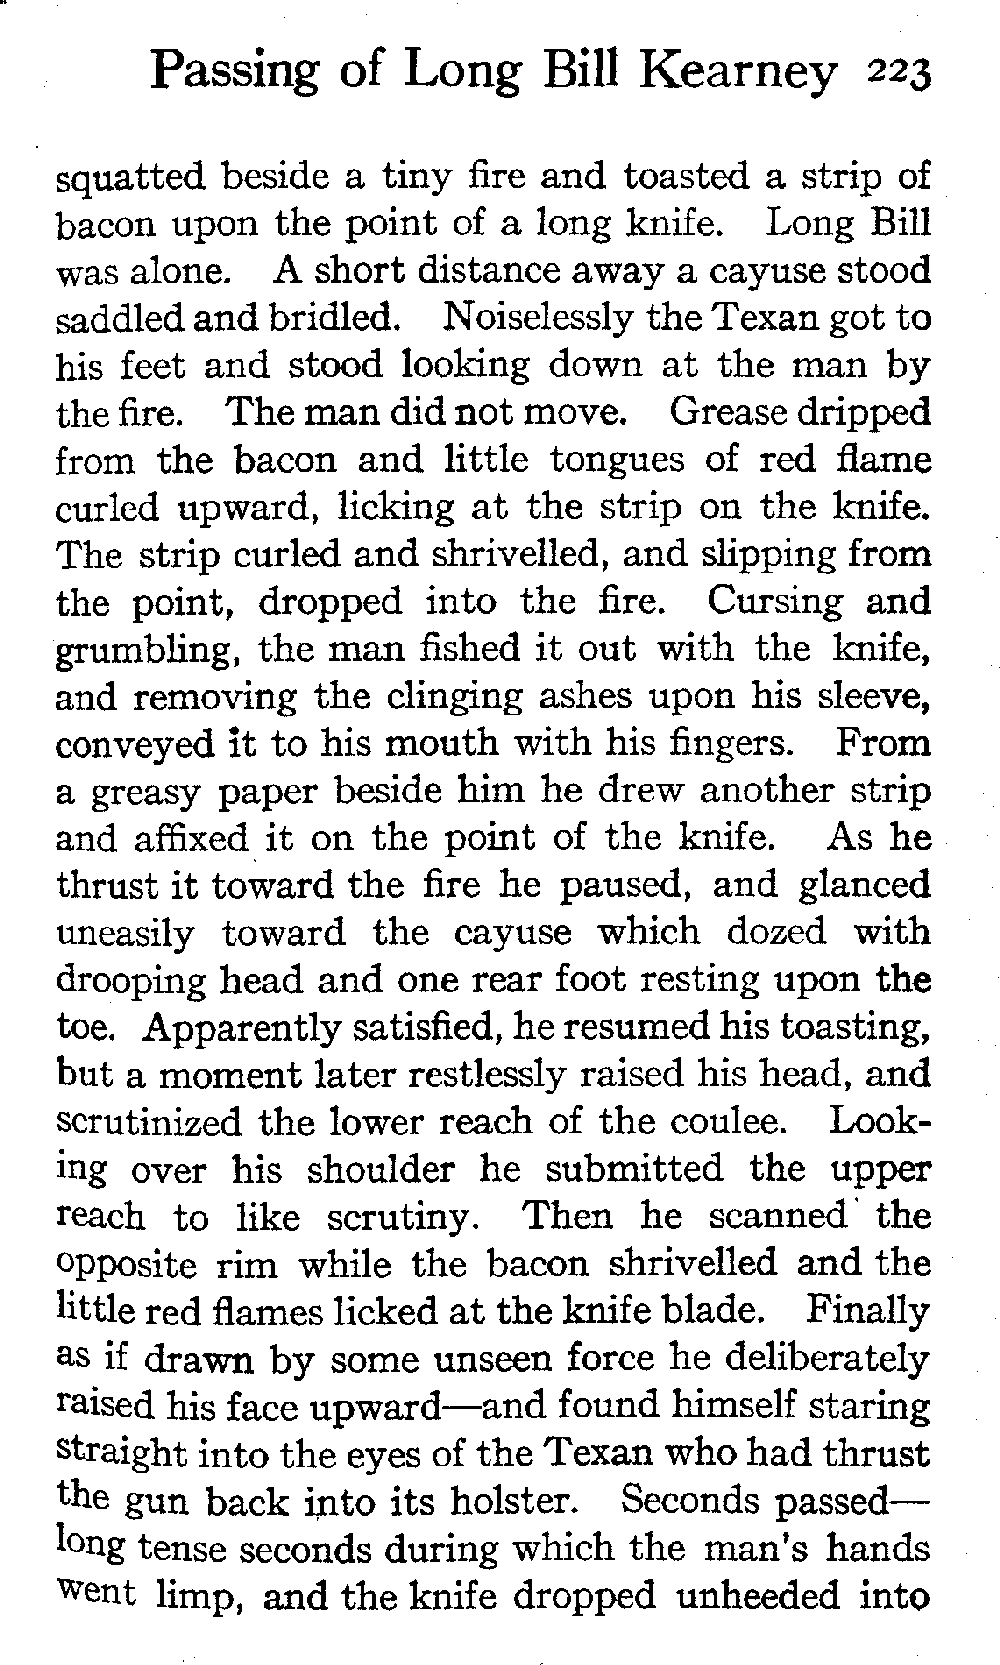 Passing of Long Bill Kearney 223
squatted beside a tiny fire and toasted a strip of
bacon upon the point of a long knife. Long Bill
was alone. A short distance away a cayuse stood
saddled and bridled. Noiselessly the Texan got to
his feet and stood looking down at the man by
the fire. The man did not move. Grease dripped
from the bacon and little tongues of red flame
curled upward, licking at the strip on the knife.
The strip curled and shrivelled, and slipping from
the point, dropped into the fire. Cursing and
grumbling, the man fished it out with the knife,
and removing the clinging ashes upon his sleeve,
conveyed it to his mouth with his fingers. From
a greasy paper beside him he drew another strip
and affixed it on the point of the knife. As he
thrust it toward the fire he paused, and glanced
uneasily toward the cayuse which dozed with
drooping head and one rear foot resting upon the
toe. Apparently satisfied, he resumed his toasting,
but a moment later restlessly raised his head, and
scrutinized the lower reach of the coulee. Look-
ing over his shoulder he submitted the upper
reach to like scrutiny. Then he scanned the
opposite rim while the bacon shrivelled and the
little red flames licked at the knife blade. Finally
as if drawn by some unseen force he deliberately
raised his face upward—and found himself staring
straight into the eyes of the Texan who had thrust
the gun back into its holster. Seconds passed—
long tense seconds during which the man's hands
went limp, and the knife dropped unheeded into